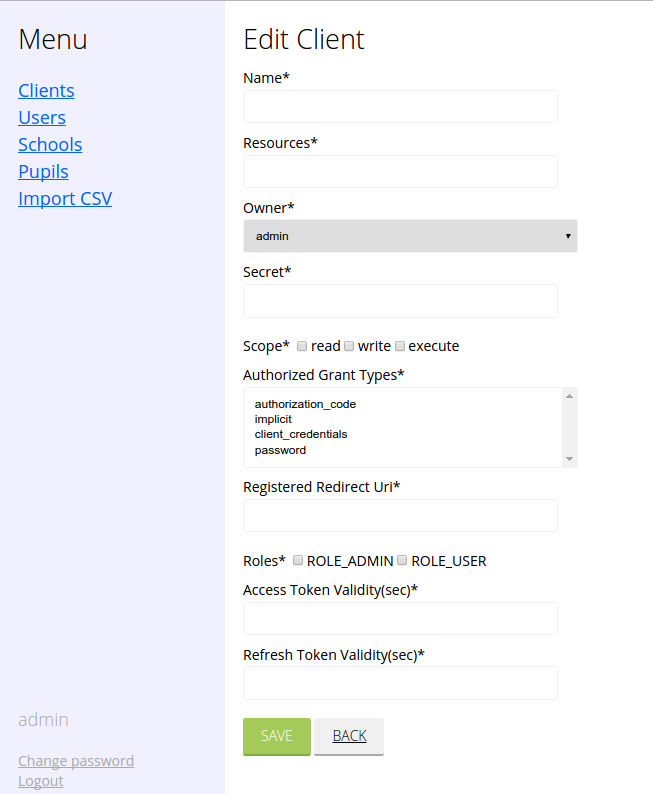 Menu
Clients
Users
Schools
Pupils
Import CSV
admin
Change password
Logout
Edit Client
Name*
Resources*
Owner*
admin
Secret*
Scope* read write execute
Authorized Grant Types*
authorization_code
implicit
client_credentials
password
Registered Redirect Uri*
Roles* ROLE_ADMIN ROLE_USER
Access Token Validity(sec)*
Refresh Token Validity(sec)*
SAVE BACK